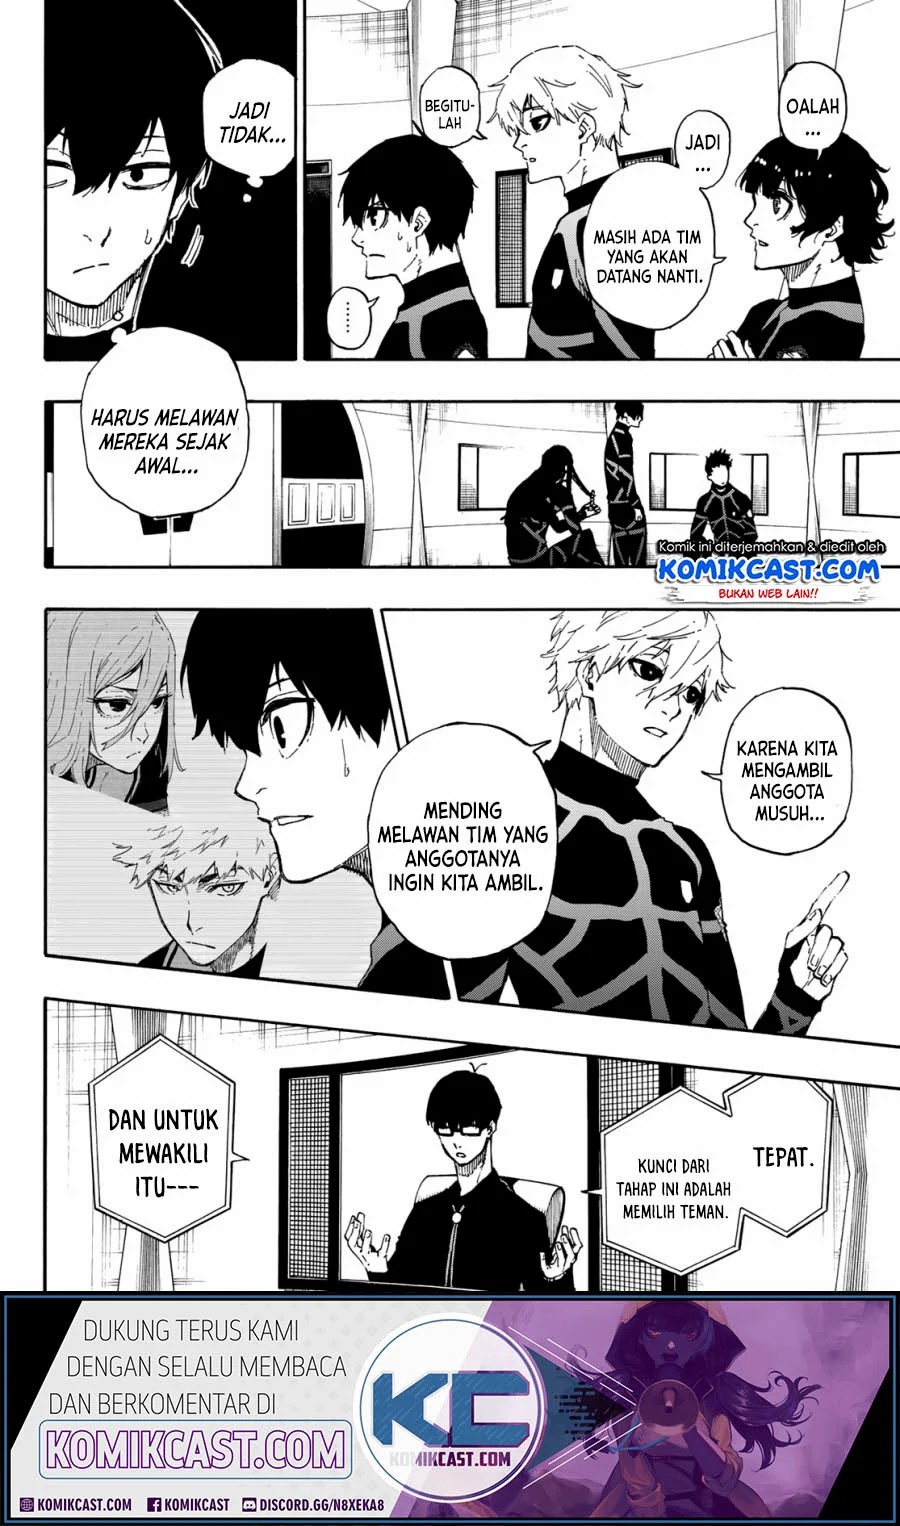 OALAH
...
JADI
...
MASIH ADA TIM
YANG AKAN
DATANG NANTI.
BEGITU-
LAH
......
JADI
TIDAK...
HARUS MELAWAN
MEREKA SEJAK
AWAL...
Komik ini diterjemahkan & diedit oleh
KOMIKCAST.COM
BUKAN WEB LAIN!!
KARENA KITA
MENGAMBIL
ANGGOTA
MUSUH...
MENDING
MELAWAN TIM YANG
ANGGOTANYA
INGIN KITA AMBIL.
TEPAT.
KUNCI DARI
TAHAP INI ADALAH
MEMILIH TEMAN.
DAN UNTUK
MEWAKILI
ITU---
DUKUNG TERUS KAMI
DENGAN SELALU MEMBACA
DAN BERKOMENTAR DI
KOMIKCAST.COM
KOMIKCAST.COM
KOMIKCAST
DISCORD.GG/N8XEKA8
KC
KOMIKCAST.COM